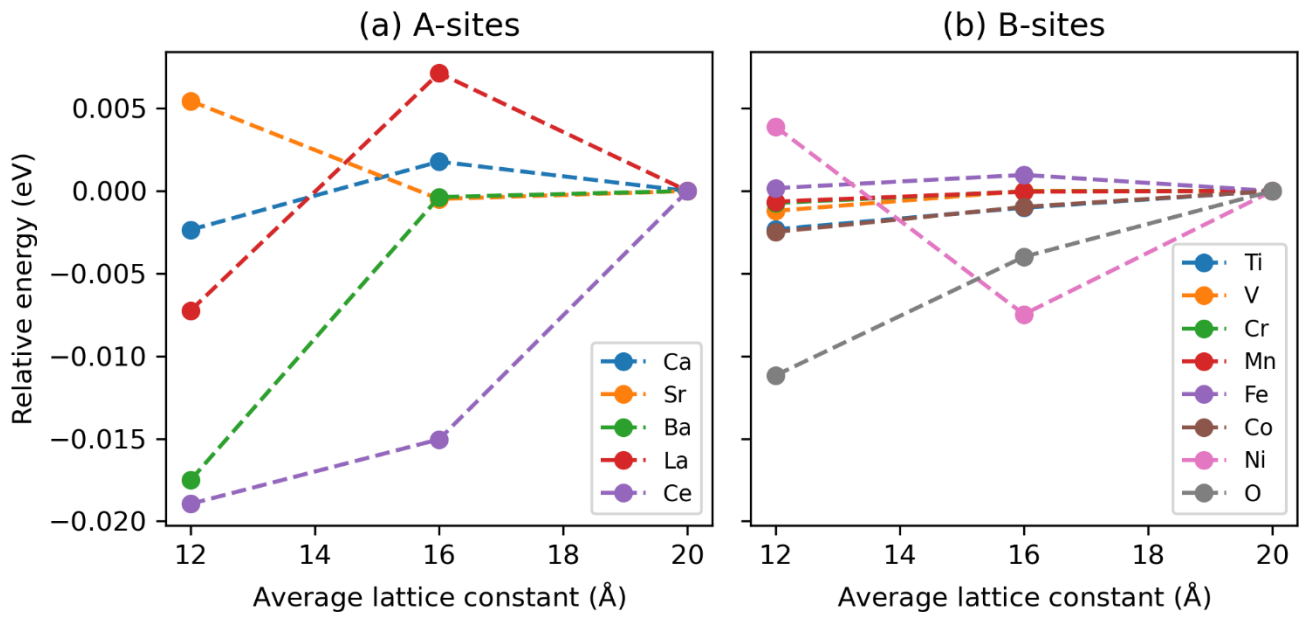 (a) A-sites
(b) B-sites
Relative energy (eV)
0.005
0.000
−0.005
−0.010
−0.015
−0.020
Ca
Sr
Ba
La
Ce
12
14
16
18
20
Average lattice constant (Å)
Ti
V
Cr
Mn
Fe
Co
Ni
O
12
14
16
18
20
Average lattice constant (Å)